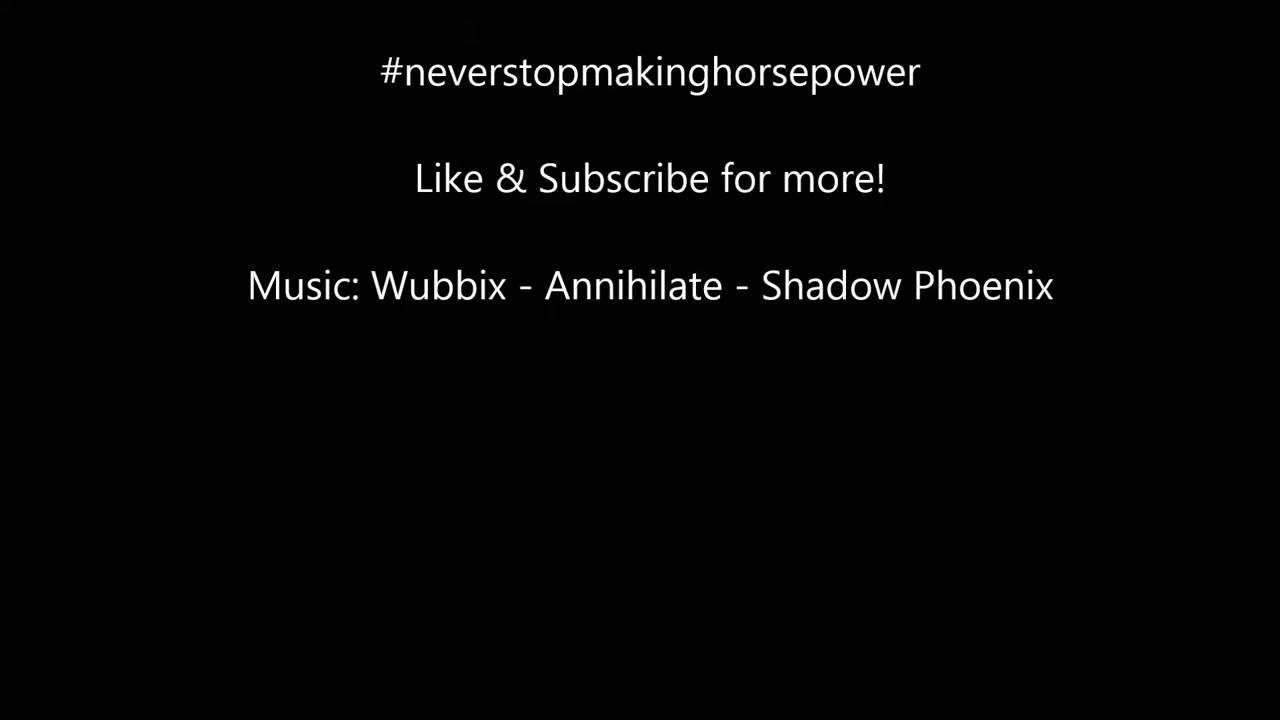 #neverstopmakinghorsepower
Like & Subscribe for more!
Music: Wubbix - Annihilate - Shadow Phoenix